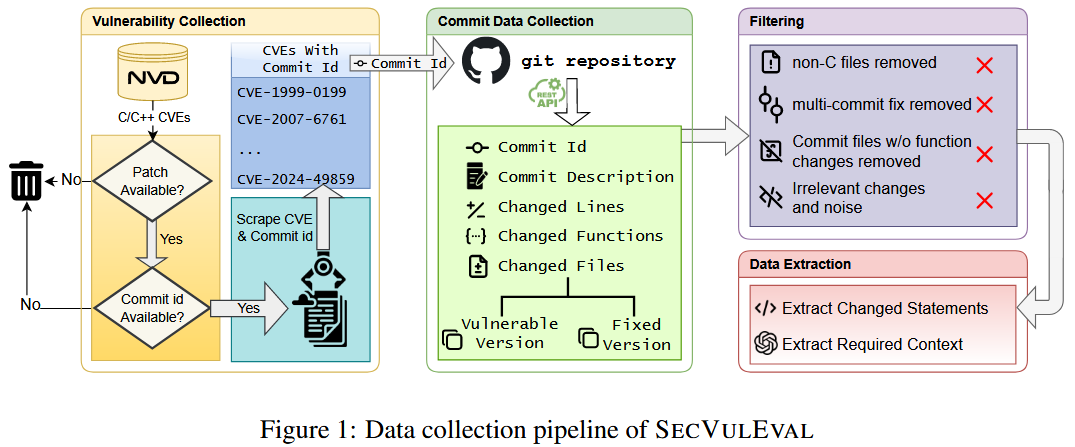 Vulnerability Collection
NVD
C/C++ CVEs
Patch
Available?
No
Yes
Commit id
Available?
No
Yes
CVEs With
Commit Id
CVE-1999-0199
CVE-2007-6761
...
CVE-2024-49859
Scrape CVE
& Commit id
Commit Id
Commit Data Collection
git repository
REST
API
Commit Id
Commit Description
Changed Lines
Changed Functions
Changed Files
Vulnerable
Version
Fixed
Version
Filtering
non-C files removed
multi-commit fix removed
Commit files w/o function
changes removed
Irrelevant changes
and noise
Data Extraction
Extract Changed Statements
Extract Required Context
Figure 1: Data collection pipeline of SECVULEVAL